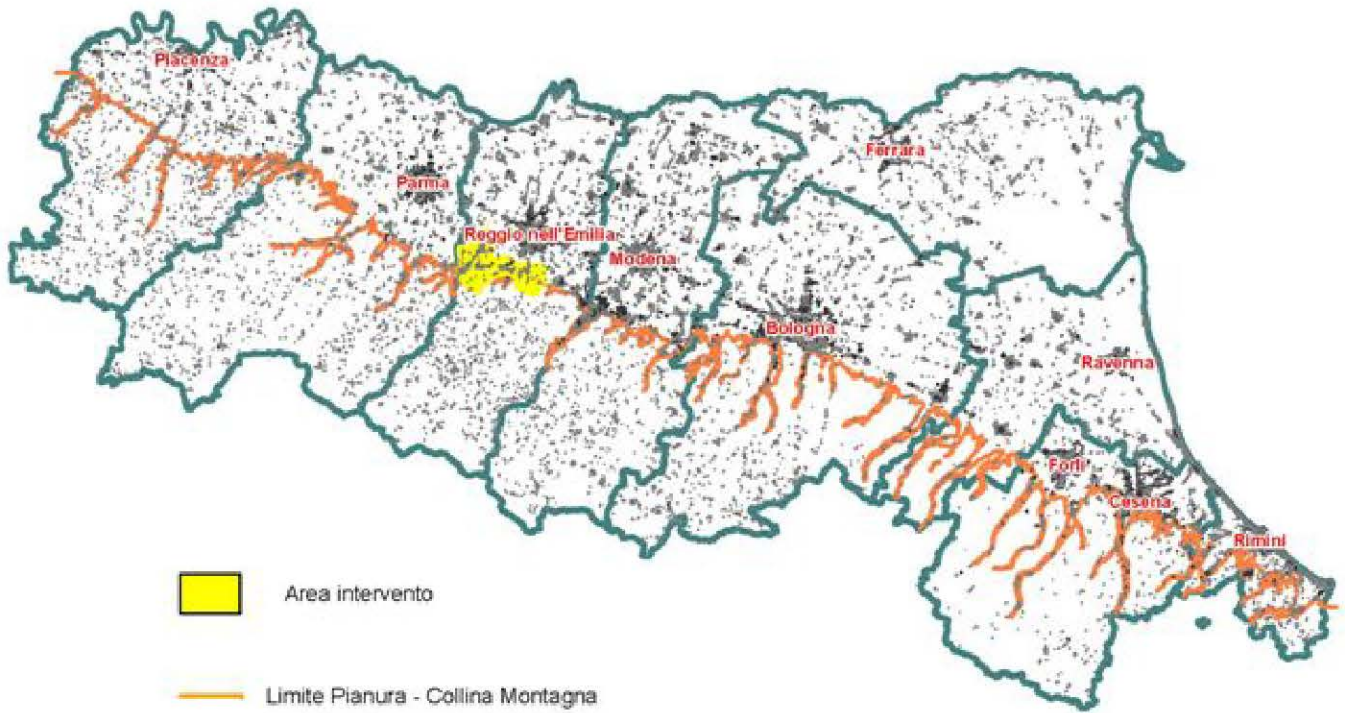 Piacenza
Parma
Reggio nell'Emilia
Modena
Ferrara
Bologna
Ravenna
Forlì
Cesena
Rimini
Area intervento
Limite Pianura - Collina Montagna